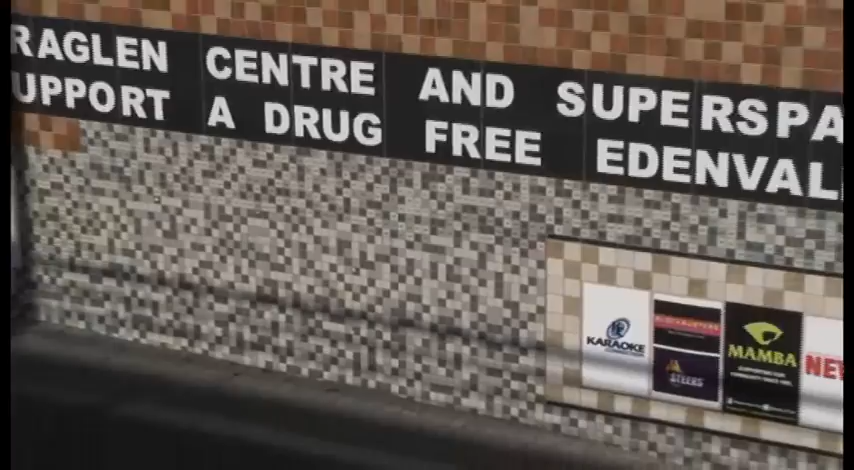 RAGLEN CENTRE AND SUPERSPA
UPPORT A DRUG FREE EDENVAL
KARAOKE
STEERS
MAMBA
NE